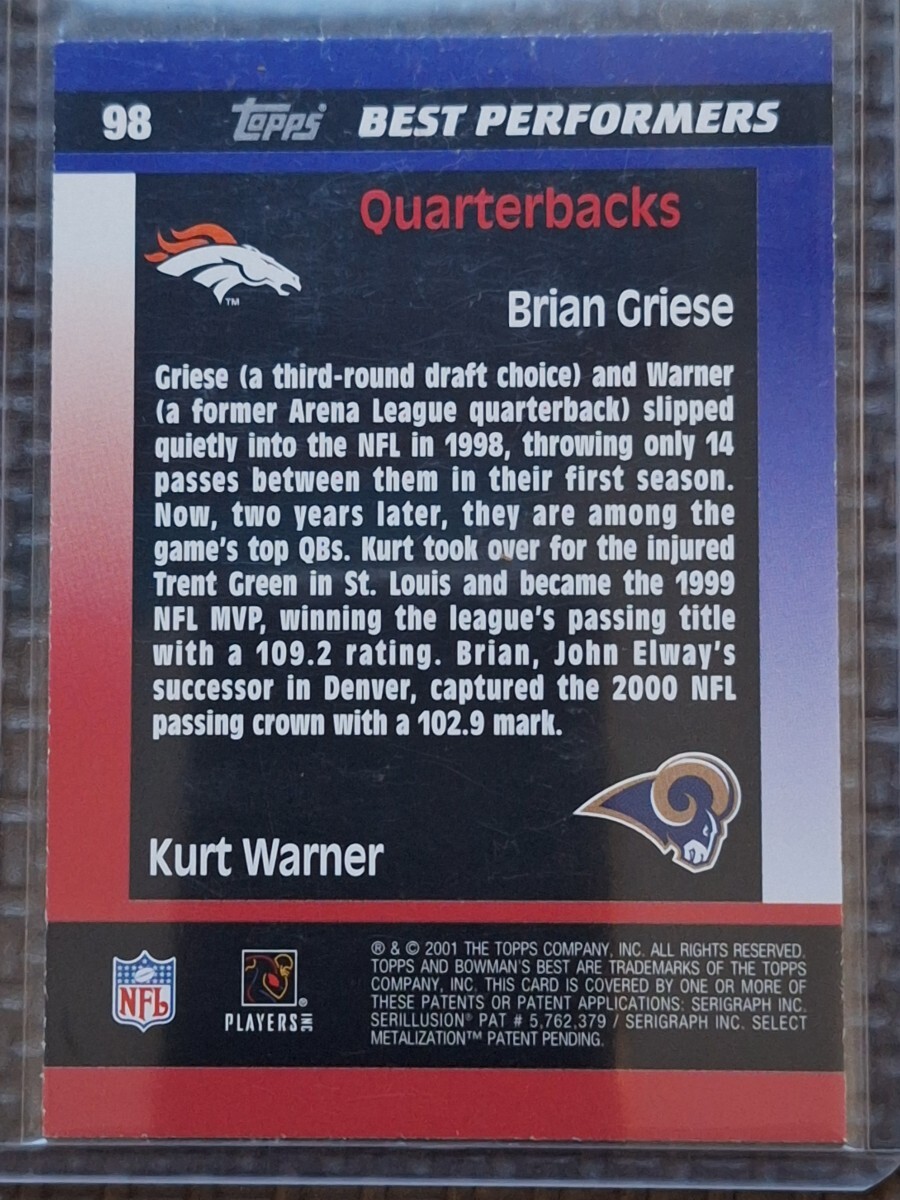 98 Topps BEST PERFORMERS
Quarterbacks
TM
Brian Griese
Griese (a third-round draft choice) and Warner
(a former Arena League quarterback) slipped
quietly into the NFL in 1998, throwing only 14
passes between them in their first season.
Now, two years later, they are among the
game's top QBs. Kurt took over for the injured
Trent Green in St. Louis and became the 1999
NFL MVP, winning the league's passing title
with a 109.2 rating. Brian, John Elway's
successor in Denver, captured the 2000 NFL
passing crown with a 102.9 mark.
Kurt Warner
NFL
PLAYERS INC ®
® & © 2001 THE TOPPS COMPANY, INC. ALL RIGHTS RESERVED.
TOPPS AND BOWMAN'S BEST ARE TRADEMARKS OF THE TOPPS
COMPANY, INC. THIS CARD IS COVERED BY ONE OR MORE OF
THESE PATENTS OR PATENT APPLICATIONS: SERIGRAPH INC.
SERILLUSION® PAT # 5,762,379 / SERIGRAPH INC. SELECT
METALIZATION™ PATENT PENDING.